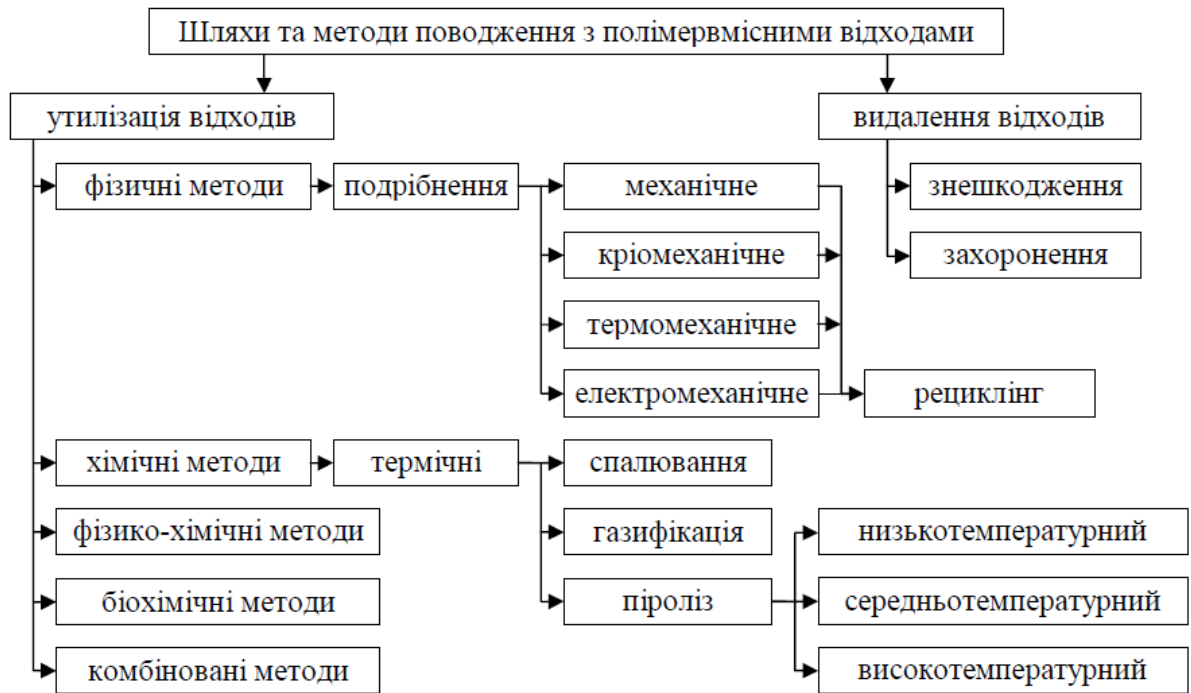 Шляхи та методи поводження з полімервмісними відходами
утилізація відходів
видалення відходів
фізичні методи
подрібнення
механічне
знешкодження
кріомеханічне
захоронення
термомеханічне
електромеханічне
рециклінг
хімічні методи
термічні
спалювання
фізико-хімічні методи
газифікація
низькотемпературний
біохімічні методи
піроліз
середньотемпературний
комбіновані методи
високотемпературний